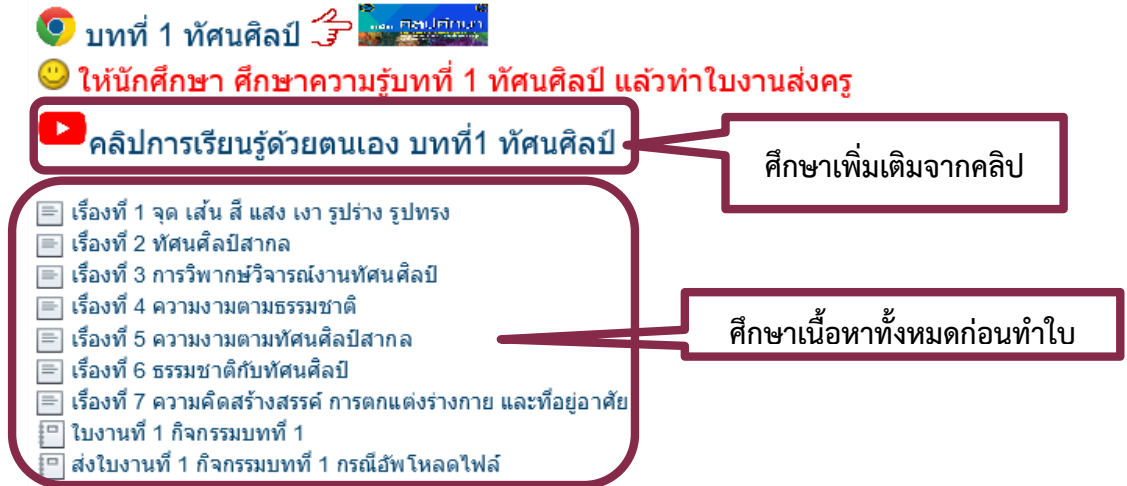 บทที่ 1 ทัศนศิลป์
ให้นักศึกษา ศึกษาความรู้บทที่ 1 ทัศนศิลป์ แล้วทำใบงานส่งครู
คลิปการเรียนรู้ด้วยตนเอง บทที่1 ทัศนศิลป์
ศึกษาเพิ่มเติมจากคลิป
เรื่องที่ 1 จุด เส้น สี แสง เงา รูปร่าง รูปทรง
เรื่องที่ 2 ทัศนศิลป์สากล
เรื่องที่ 3 การวิพากษ์วิจารณ์งานทัศนศิลป์
เรื่องที่ 4 ความงามตามธรรมชาติ
เรื่องที่ 5 ความงามตามทัศนศิลป์สากล
ศึกษาเนื้อหาทั้งหมดก่อนทำใบ
เรื่องที่ 6 ธรรมชาติกับทัศนศิลป์
เรื่องที่ 7 ความคิดสร้างสรรค์ การตกแต่งร่างกาย และที่อยู่อาศัย
ใบงานที่ 1 กิจกรรมบทที่ 1
ส่งใบงานที่ 1 กิจกรรมบทที่ 1 กรณีอัพโหลดไฟล์